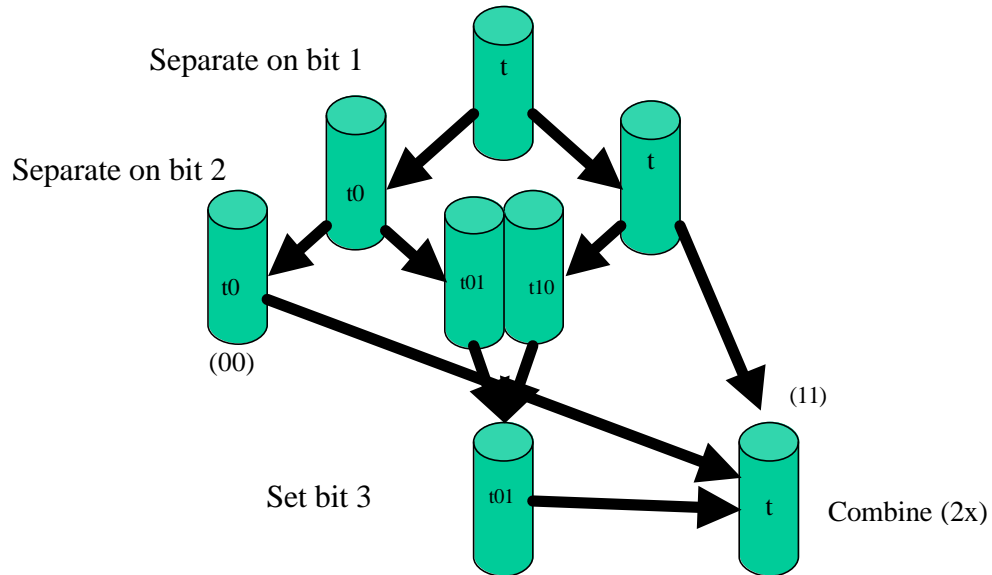 t
Separate on bit 1
t
Separate on bit 2
t0
t01
t10
t0
(00)
(11)
t01
Set bit 3
t
Combine (2x)